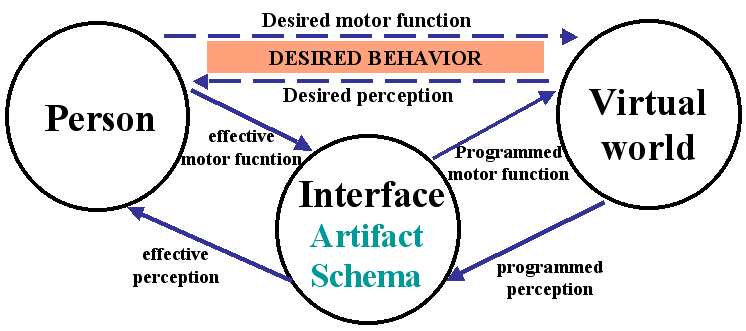 Desired motor function
DESIRED BEHAVIOR
Desired perception
Person
Virtual
world
effective
motor fucntion
Programmed
motor function
Interface
Artifact
Schema
effective
perception
programmed
perception